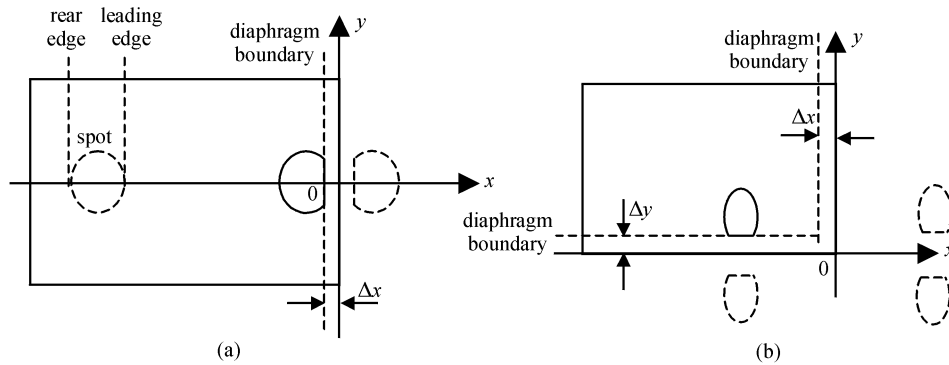 rear
edge
leading
edge
diaphragm
boundary
y
spot
0
x
Δx
(a)
diaphragm
boundary
y
Δx
Δy
diaphragm
boundary
0
x
(b)